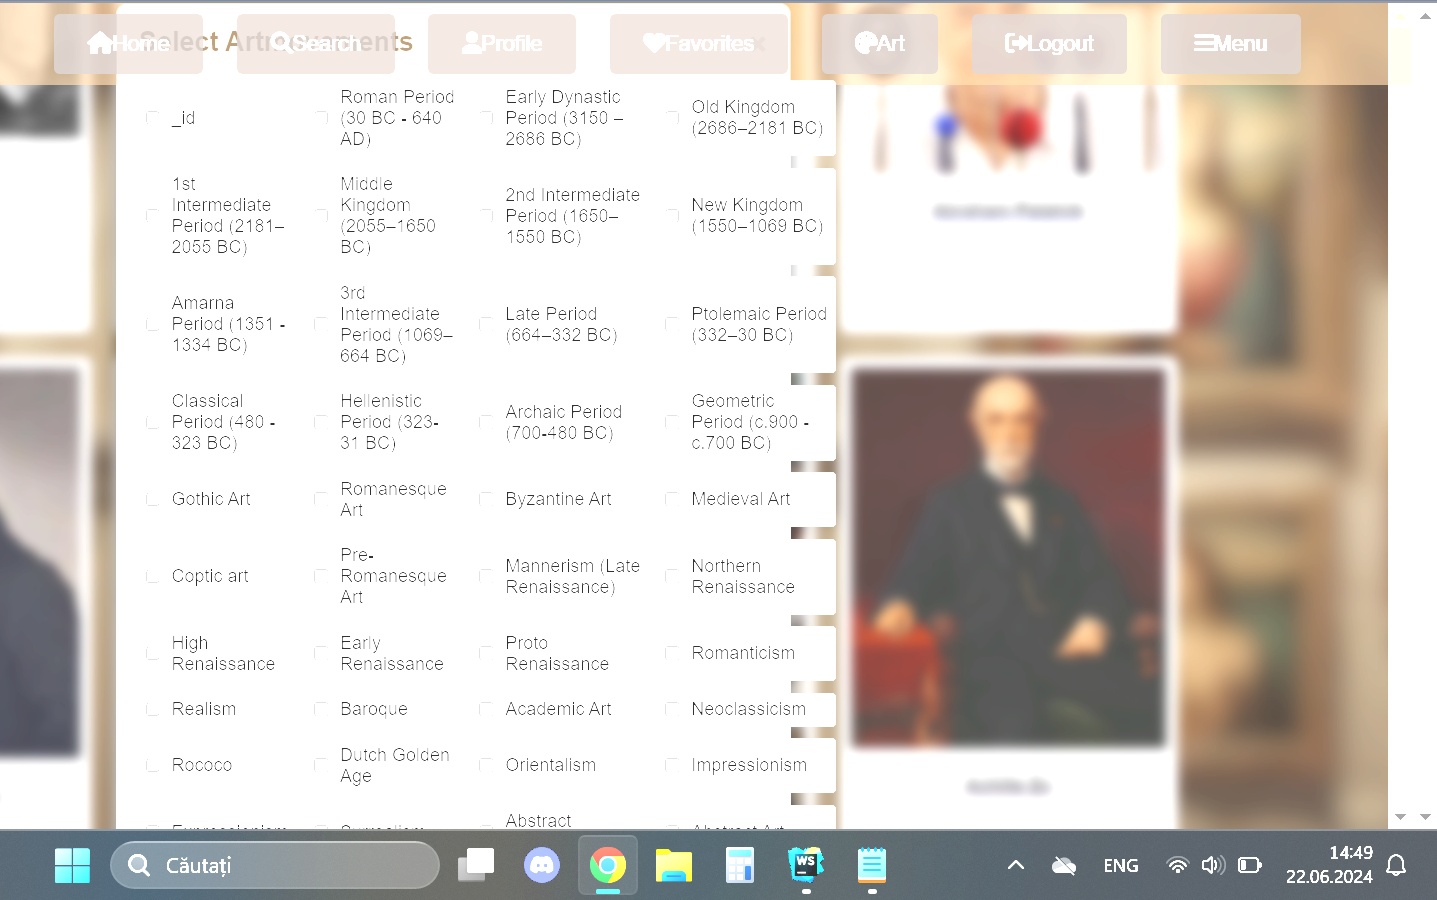 Select Art Movements
Home
Search
Profile
Favorites
Art
Logout
Menu
_id
Roman Period
(30 BC - 640
AD)
Early Dynastic
Period (3150 –
2686 BC)
Old Kingdom
(2686–2181 BC)
1st
Intermediate
Period (2181–
2055 BC)
Middle
Kingdom
(2055–1650
BC)
2nd Intermediate
Period (1650–
1550 BC)
New Kingdom
(1550–1069 BC)
Amarna
Period (1351 -
1334 BC)
3rd
Intermediate
Period (1069–
664 BC)
Late Period
(664–332 BC)
Ptolemaic Period
(332–30 BC)
Classical
Period (480 -
323 BC)
Hellenistic
Period (323-
31 BC)
Archaic Period
(700-480 BC)
Geometric
Period (c.900 -
c.700 BC)
Gothic Art
Romanesque
Art
Byzantine Art
Medieval Art
Coptic art
Pre-
Romanesque
Art
Mannerism (Late
Renaissance)
Northern
Renaissance
High
Renaissance
Early
Renaissance
Proto
Renaissance
Romanticism
Realism
Baroque
Academic Art
Neoclassicism
Rococo
Dutch Golden
Age
Orientalism
Impressionism
Expressionism
Surrealism
Abstract
Abstract Art
Căutați
WS
ENG
14:49
22.06.2024